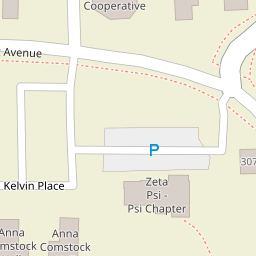 Cooperative
Avenue
P
307
Kelvin Place
Zeta
Psi -
Psi Chapter
Anna
Comstock
Anna
Comstock